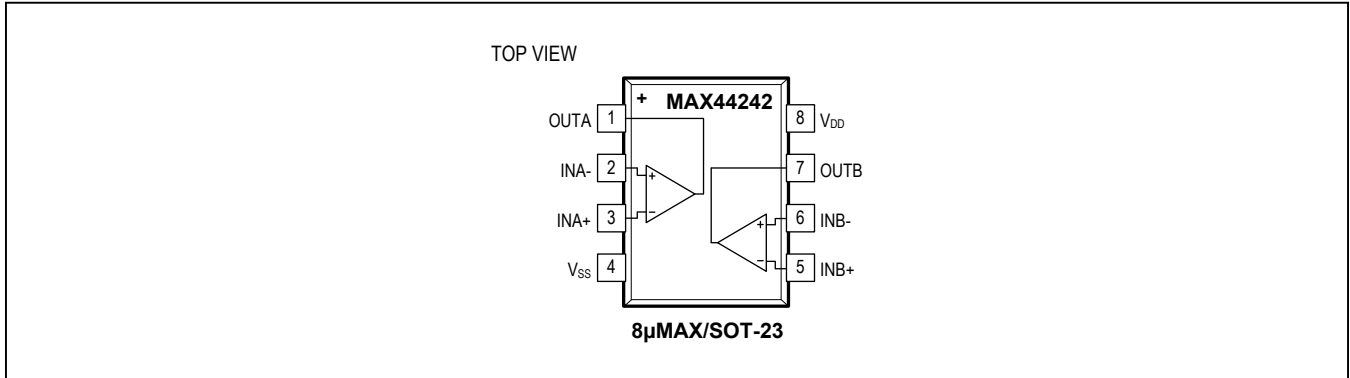 TOP VIEW
+ MAX44242
OUTA 1
8 VDD
INA- 2
+
7 OUTB
INA+ 3
−
+
6 INB-
VSS 4
−
5 INB+
8µMAX/SOT-23